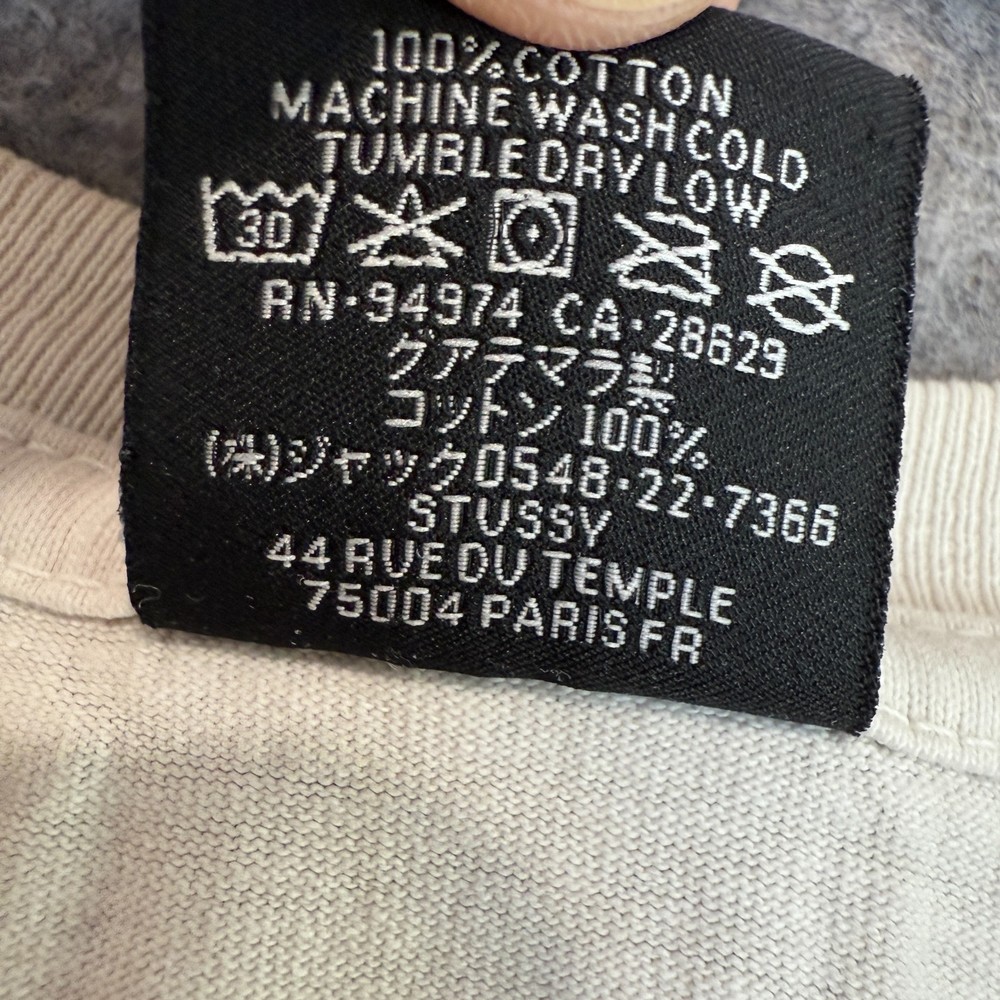 100% COTTON
MACHINE WASH COLD
TUMBLE DRY LOW
30
RN·94974 CA·28629
グアテマラ製
コットン 100%
(株)ジャック0548·22·7366
STUSSY
44 RUE DU TEMPLE
75004 PARIS FR